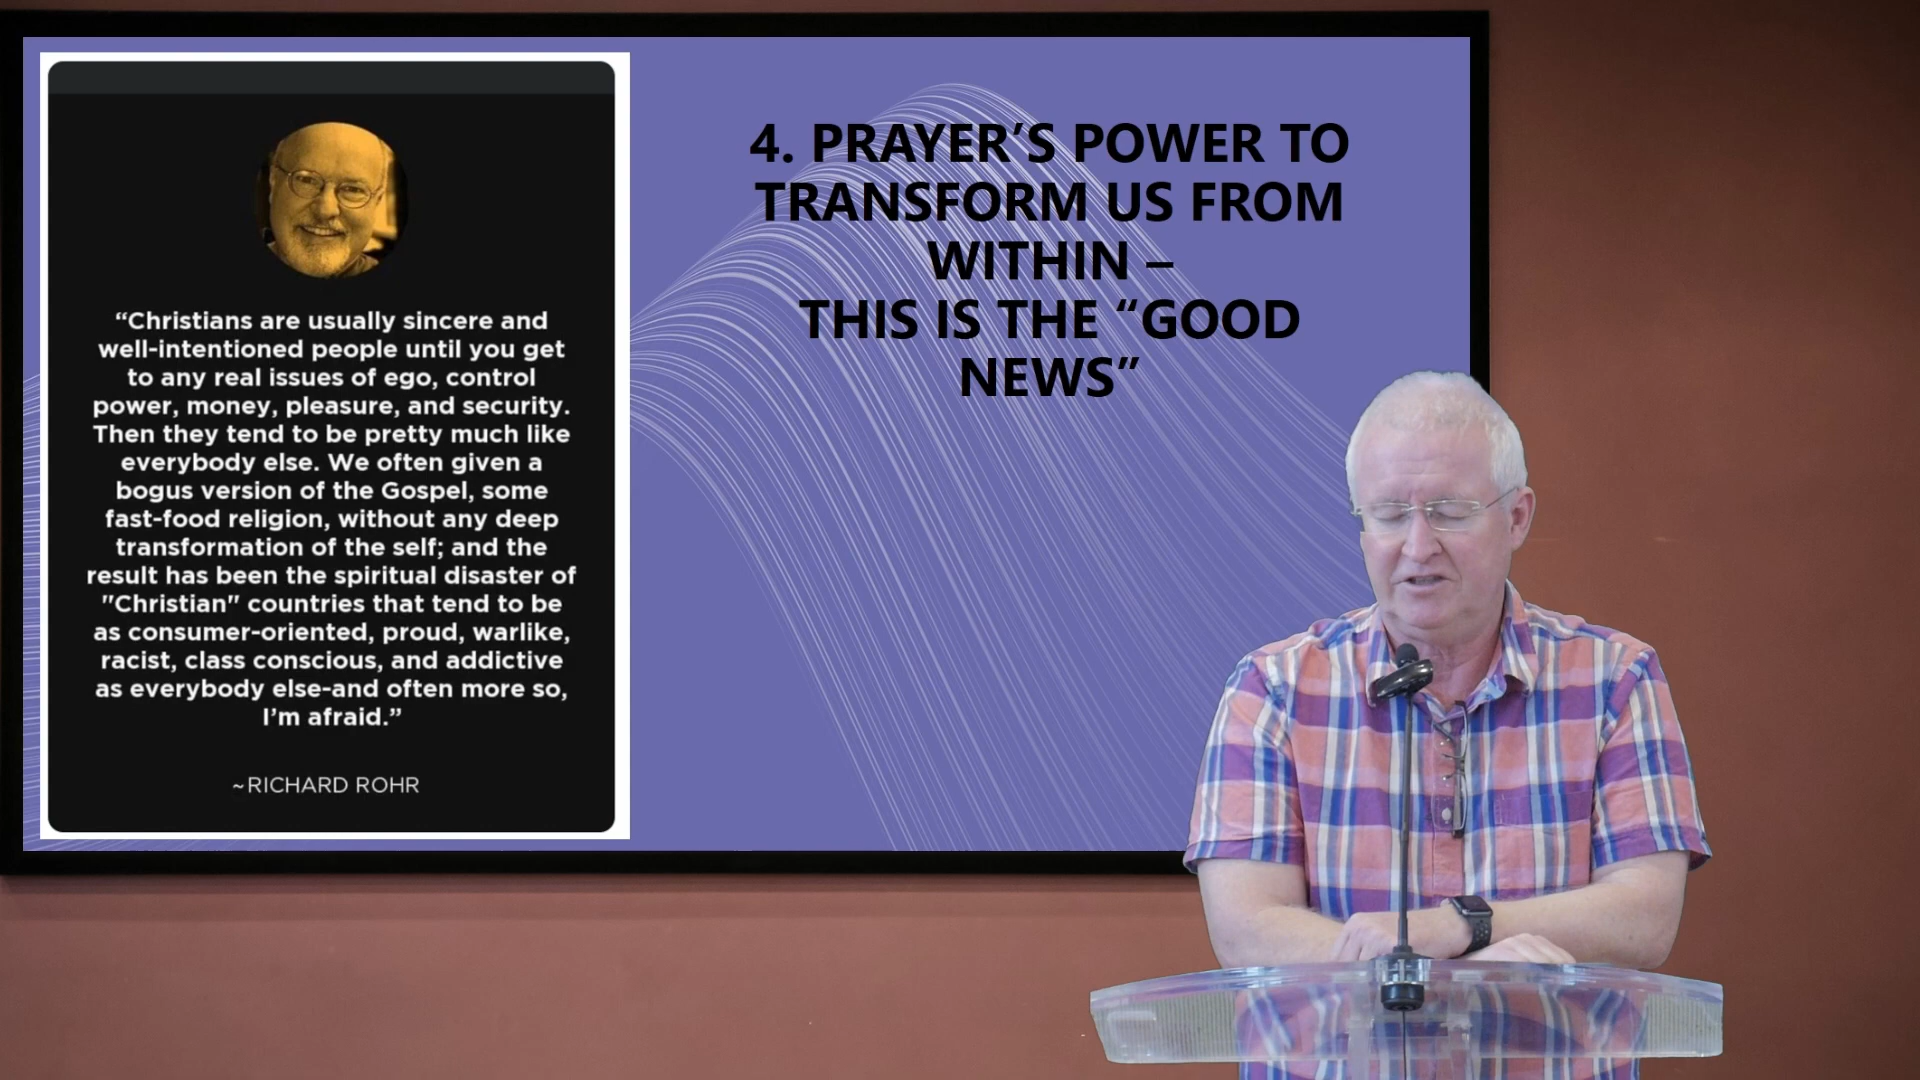 “Christians are usually sincere and
well-intentioned people until you get
to any real issues of ego, control
power, money, pleasure, and security.
Then they tend to be pretty much like
everybody else. We often given a
bogus version of the Gospel, some
fast-food religion, without any deep
transformation of the self; and the
result has been the spiritual disaster of
"Christian" countries that tend to be
as consumer-oriented, proud, warlike,
racist, class conscious, and addictive
as everybody else-and often more so,
I’m afraid.”
~RICHARD ROHR
4. PRAYER’S POWER TO
TRANSFORM US FROM
WITHIN –
THIS IS THE “GOOD
NEWS”